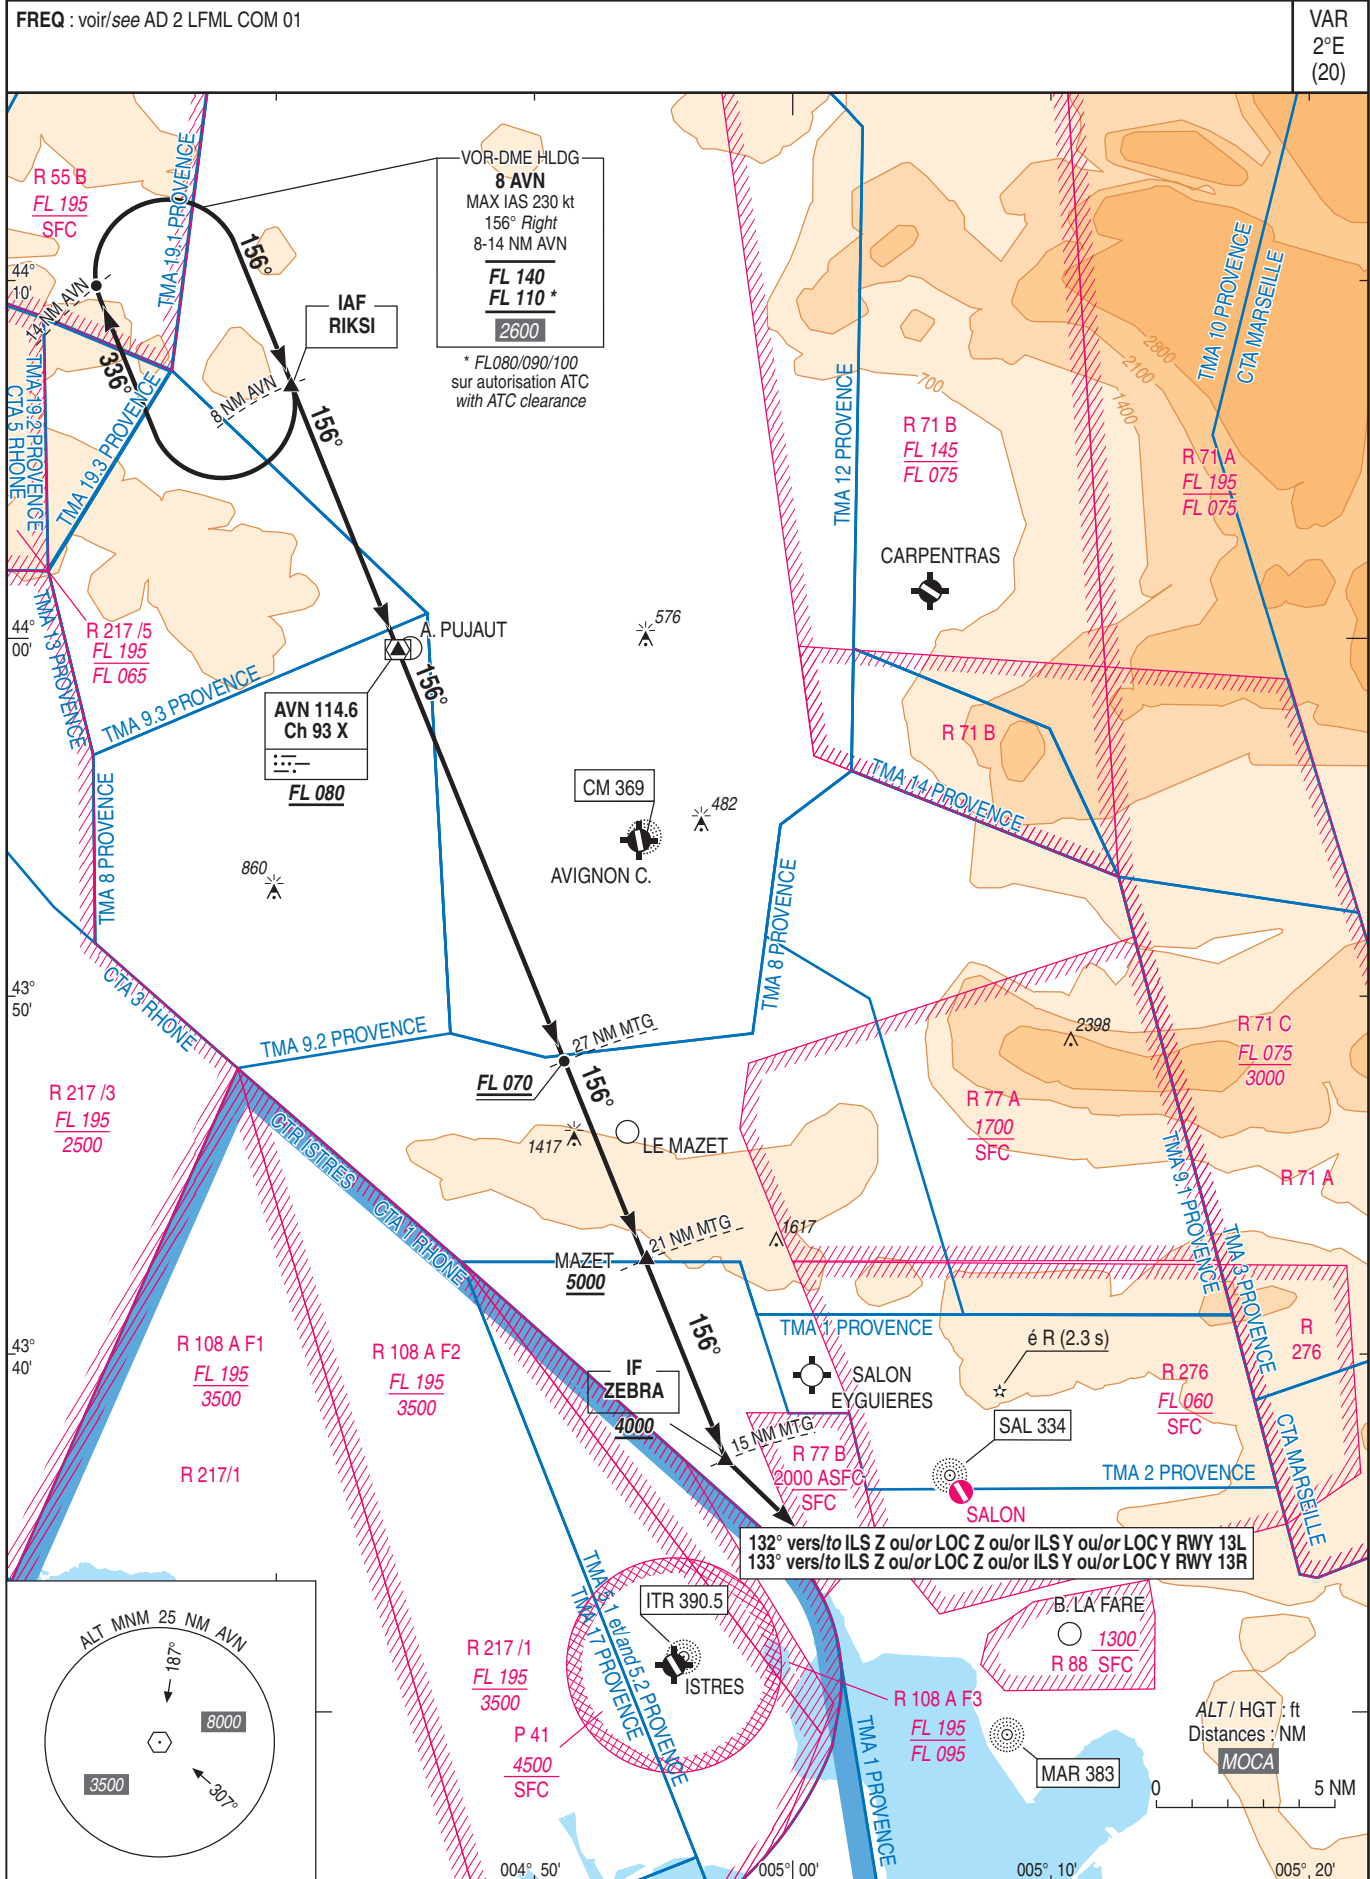 FREQ : voir/see AD 2 LFML COM 01
VAR
2°E
(20)
R 55 B
FL 195
SFC
TMA 19.1 PROVENCE
VOR-DME HLDG
8 AVN
MAX IAS 230 kt
156° Right
8-14 NM AVN
FL 140
FL 110 *
2600
* FL080/090/100
sur autorisation ATC
with ATC clearance
156°
44°
10'
14 NM AVN
336°
IAF
RIKSI
8 NM AVN
156°
TMA 19.2 PROVENCE
CTA 5 RHONE
TMA 19.3 PROVENCE
TMA 12 PROVENCE
TMA 10 PROVENCE
CTA MARSEILLE
2800
2100
1400
700
R 71 B
FL 145
FL 075
R 71 A
FL 195
FL 075
CARPENTRAS
44°
00'
TMA 13 PROVENCE
R 217 /5
FL 195
FL 065
A. PUJAUT
576
156°
TMA 9.3 PROVENCE
AVN 114.6
Ch 93 X
FL 080
R 71 B
TMA 14 PROVENCE
CM 369
482
AVIGNON C.
860
TMA 8 PROVENCE
TMA 8 PROVENCE
CTA 3 RHONE
43°
50'
TMA 9.2 PROVENCE
27 NM MTG
FL 070
156°
2398
R 71 C
FL 075
3000
R 217 /3
FL 195
2500
R 77 A
1700
SFC
CTR ISTRES
CTA 1 RHONE
1417
LE MAZET
TMA 9.1 PROVENCE
R 71 A
21 NM MTG
1617
MAZET
5000
TMA 3 PROVENCE
156°
TMA 1 PROVENCE
43°
40'
R 108 A F1
FL 195
3500
R 108 A F2
FL 195
3500
IF
ZEBRA
4000
SALON
EYGUIERES
é R (2.3 s)
R
276
R 276
FL 060
SFC
SAL 334
15 NM MTG
R 77 B
2000 ASFC
SFC
R 217/1
TMA 2 PROVENCE
SALON
CTA MARSEILLE
132° vers/to ILS Z ou/or LOC Z ou/or ILS Y ou/or LOC Y RWY 13L
133° vers/to ILS Z ou/or LOC Z ou/or ILS Y ou/or LOC Y RWY 13R
TMA 5.1 et/and 5.2 PROVENCE
TMA 17 PROVENCE
ITR 390.5
ISTRES
B. LA FARE
1300
SFC
R 88
ALT MNM 25 NM AVN
187°
8000
3500
307°
R 217 /1
FL 195
3500
P 41
4500
SFC
R 108 A F3
FL 195
FL 095
TMA 1 PROVENCE
MAR 383
ALT / HGT : ft
Distances : NM
MOCA
0
5 NM
004° 50'
005° 00'
005° 10'
005° 20'